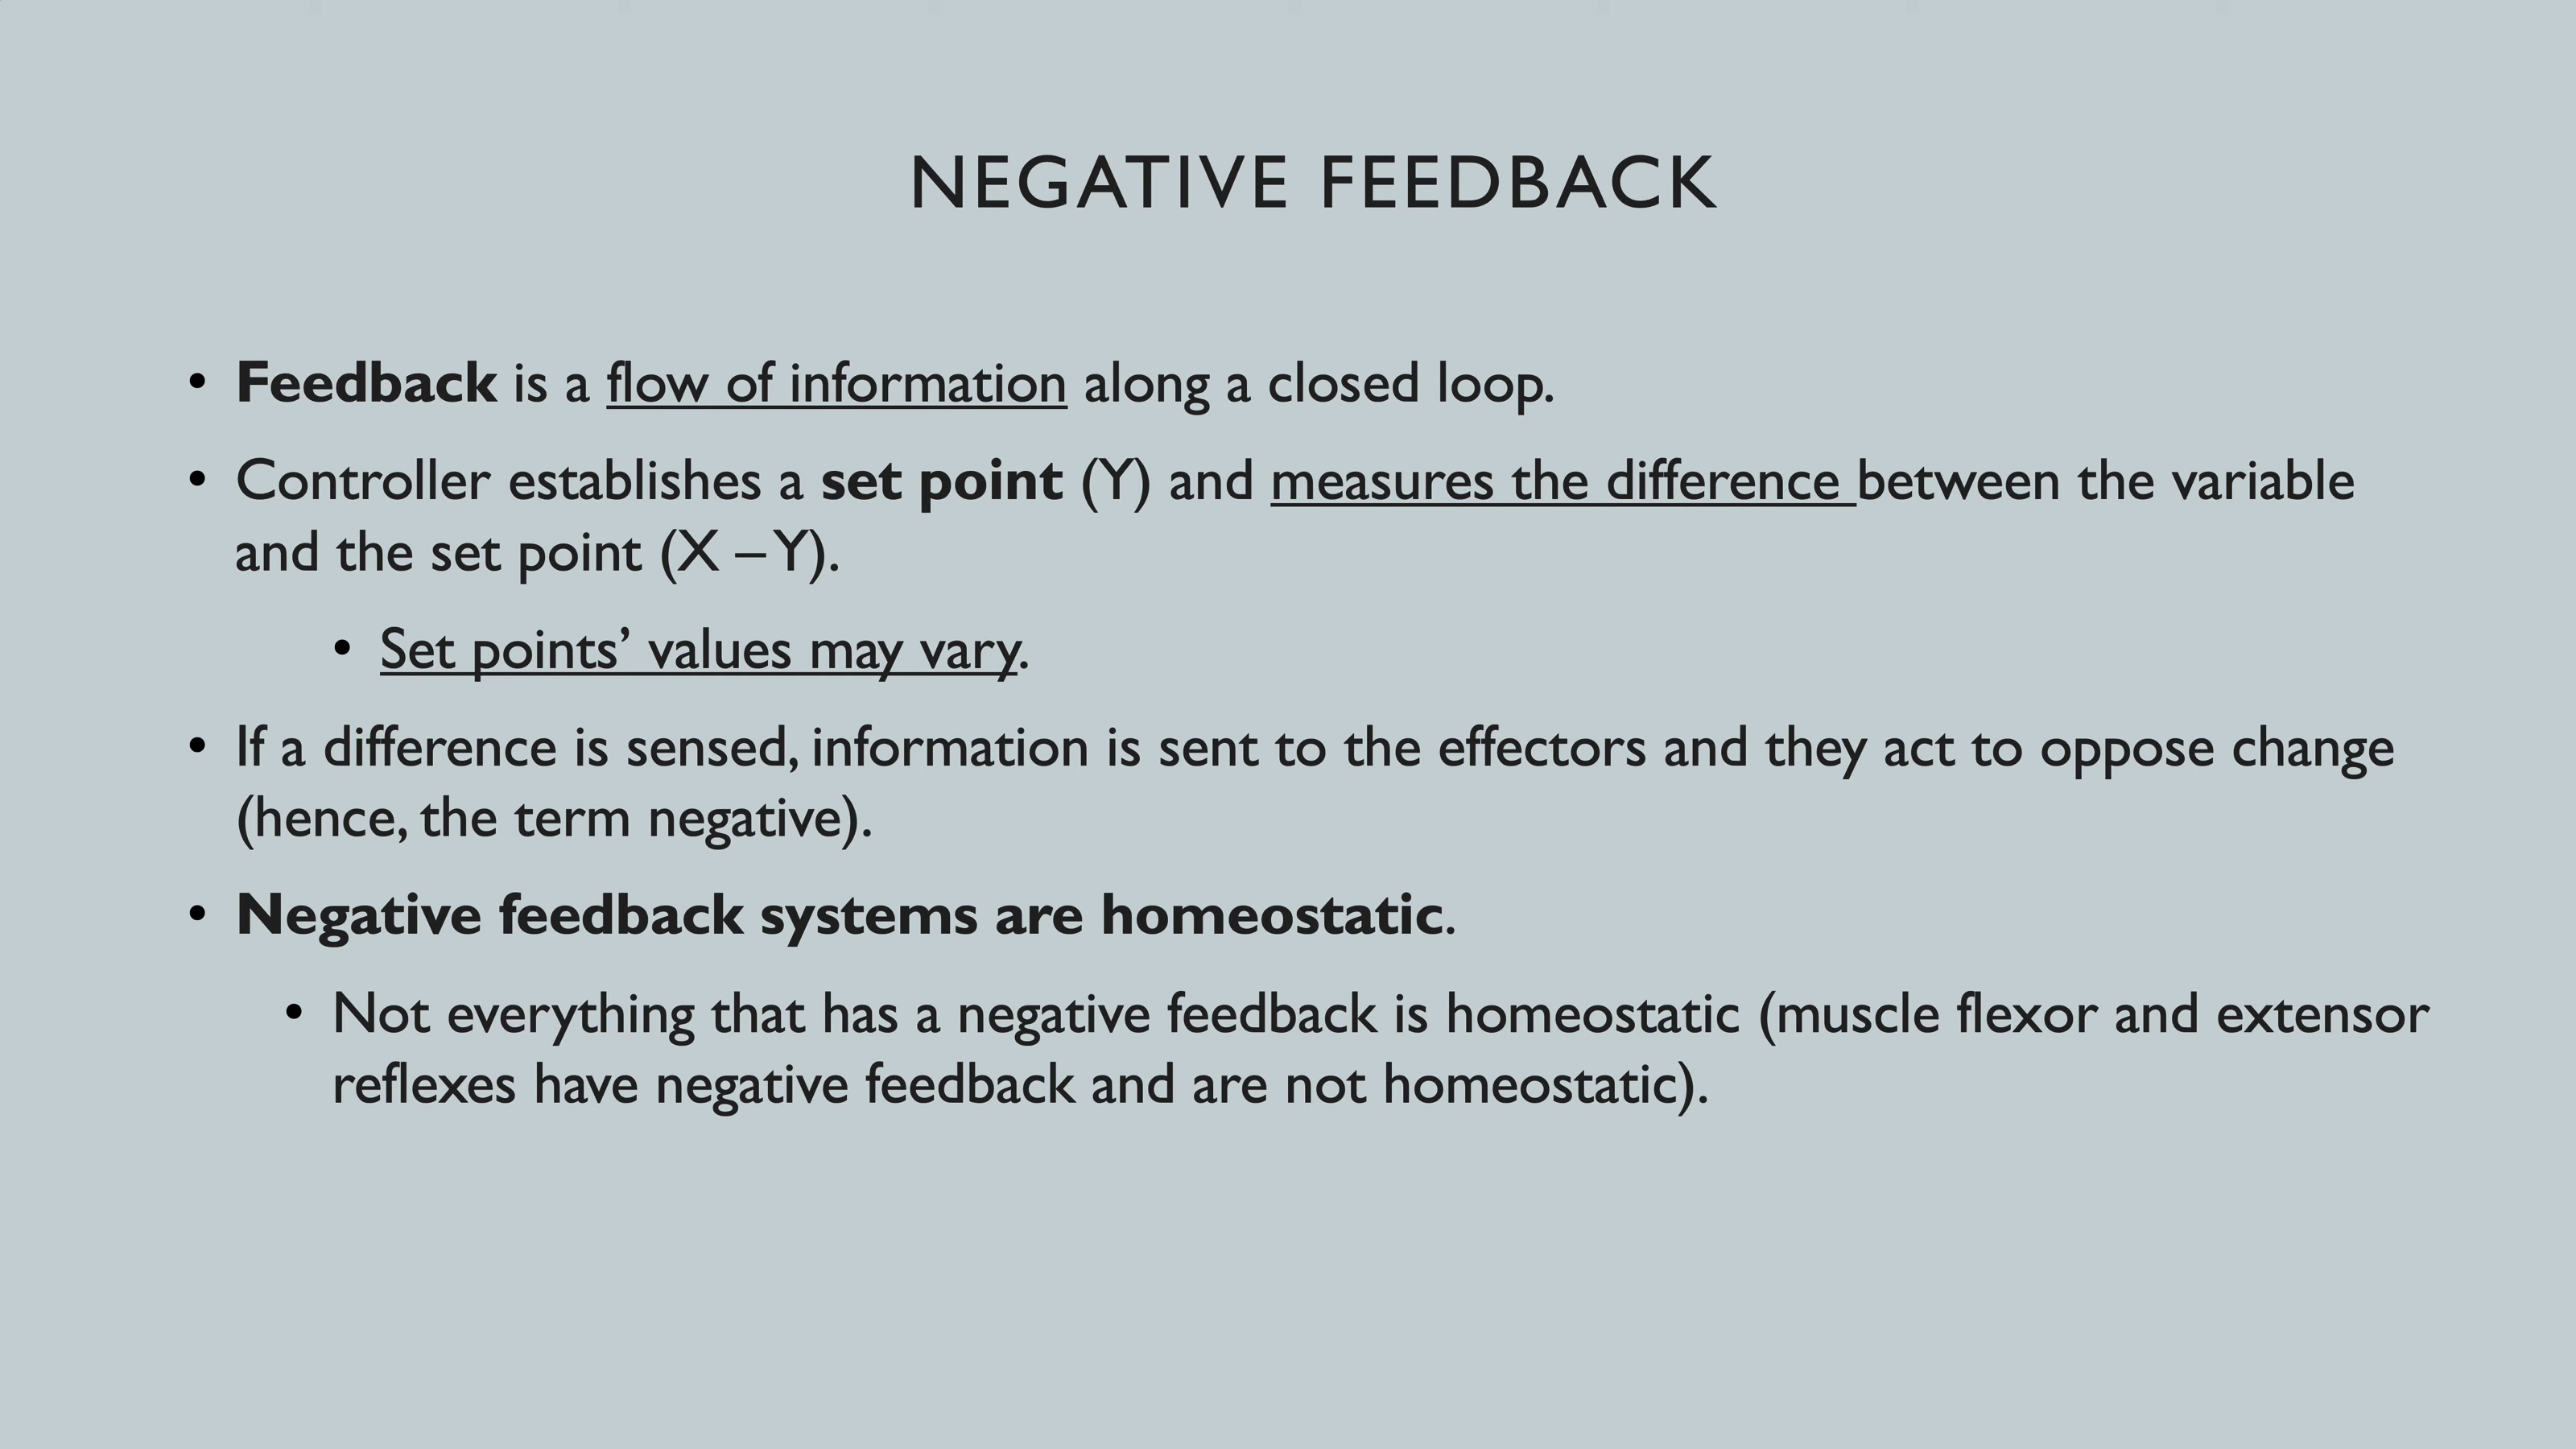 NEGATIVE FEEDBACK
• Feedback is a flow of information along a closed loop.
• Controller establishes a set point (Y) and measures the difference between the variable
and the set point (X – Y).
• Set points’ values may vary.
• If a difference is sensed, information is sent to the effectors and they act to oppose change
(hence, the term negative).
• Negative feedback systems are homeostatic.
• Not everything that has a negative feedback is homeostatic (muscle flexor and extensor
reflexes have negative feedback and are not homeostatic).